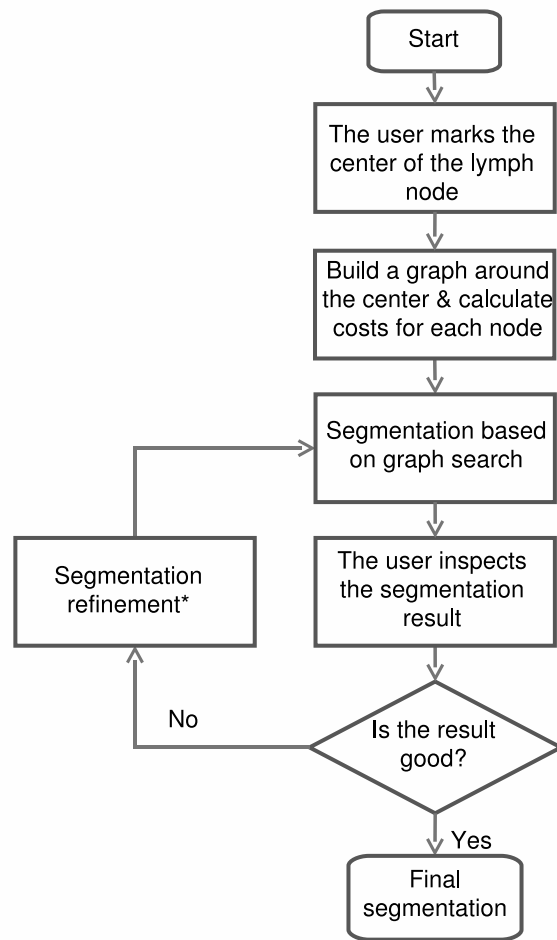 Start
The user marks the
center of the lymph
node
Build a graph around
the center & calculate
costs for each node
Segmentation based
on graph search
Segmentation
refinement*
The user inspects
the segmentation
result
No
Is the result
good?
Yes
Final
segmentation